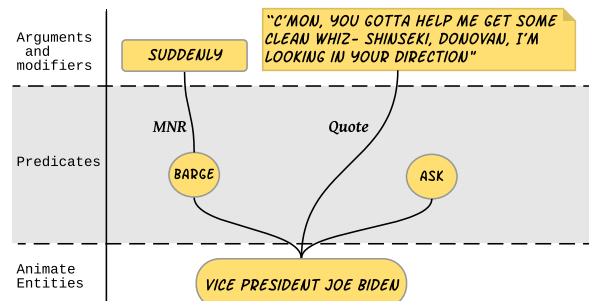 Arguments
and
modifiers
SUDDENLY
"C'MON, YOU GOTTA HELP ME GET SOME
CLEAN WHIZ- SHINSEKI, DONOVAN, I'M
LOOKING IN YOUR DIRECTION"
MNR
Quote
Predicates
BARGE
ASK
Animate
Entities
VICE PRESIDENT JOE BIDEN